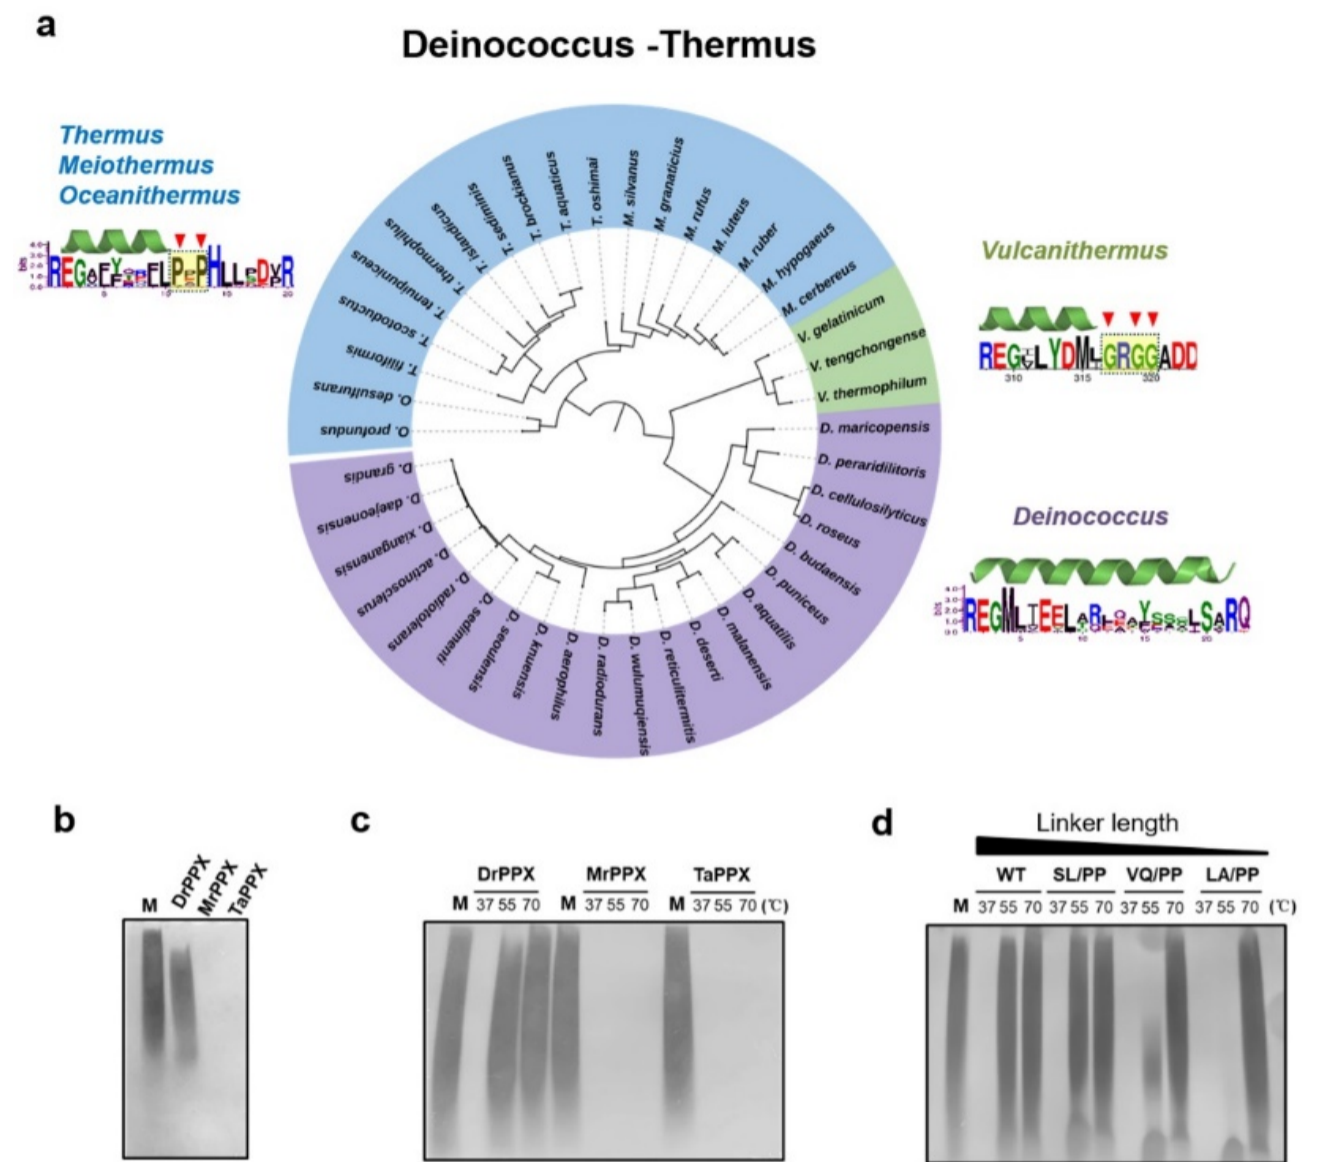 a
Deinococcus -Thermus
Thermus
Meiothermus
Oceanithermus
Vulcanithermus
REG LYDML GRGGADD
310 315 320
Deinococcus
O. profundus
O. desulfurans
T. filiformis
T. scotoductus
T. tenuipuniceus
T. thermophilus
T. islandicus
T. sediminis
T. brockianus
T. aquaticus
T. oshimai
M. silvanus
M. granaticius
M. rufus
M. luteus
M. ruber
M. hypogaeus
M. cerbereus
V. gelatinicum
V. tengchongense
V. thermophilum
D. maricopensis
D. peraridilitoris
D. cellulosilyticus
D. roseus
D. budaensis
D. puniceus
D. aquatilis
D. malanensis
D. deserti
D. reticulitermitis
D. wulumuqiensis
D. radiodurans
D. aerophilus
D. knuensis
D. seoulensis
D. sedimenti
D. radiotolerans
D. actinosclerus
D. xianganensis
D. daejeonensis
D. grandis
b
M DrPPX MrPPX TaPPX
c
DrPPX MrPPX TaPPX
M 37 55 70 M 37 55 70 M 37 55 70 (℃)
d
Linker length
WT SL/PP VQ/PP LA/PP
M 37 55 70 37 55 70 37 55 70 37 55 70 (℃)